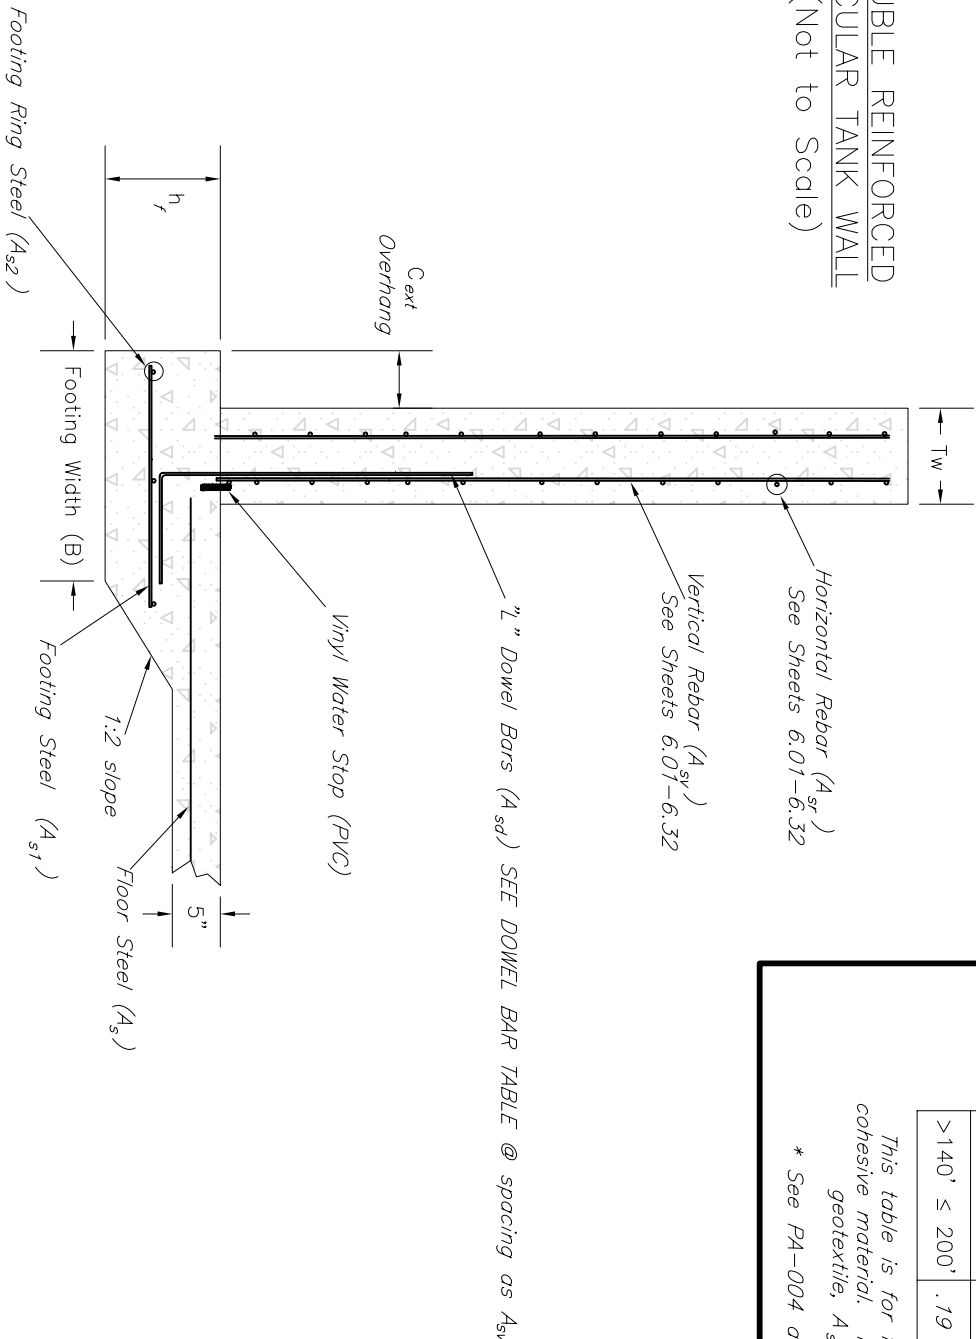 UBLE REINFORCED
CULAR TANK WALL
(Not to Scale)
Tw
Horizontal Rebar (Asr)
See Sheets 6.01-6.32
Vertical Rebar (Asv)
See Sheets 6.01-6.32
"L" Dowel Bars (Asd) SEE DOWEL BAR TABLE @ spacing as Asv
Cext
Overhang
Vinyl Water Stop (PVC)
hf
5"
Floor Steel (As)
1:2 slope
Footing Width (B)
Footing Steel (As1)
Footing Ring Steel (As2)
>140' ≤ 200'
.19
This table is for
cohesive material.
geotextile, As
* See PA-004